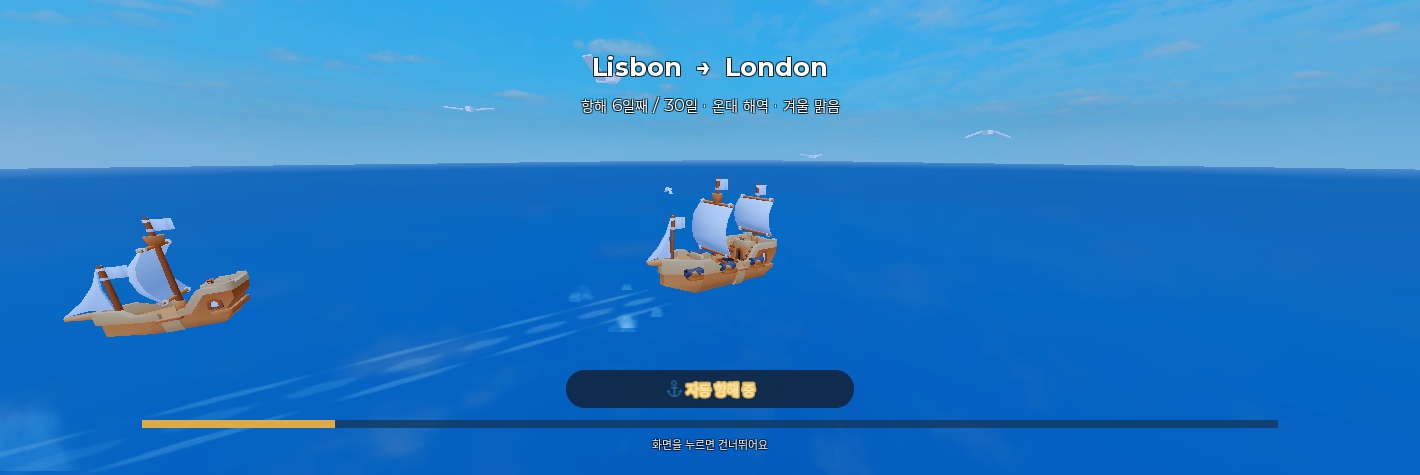 Lisbon → London
항해 6일째 / 30일 · 온대 해역 · 겨울 맑음
⚓ 자동 항해 중
화면을 누르면 건너뛰어요